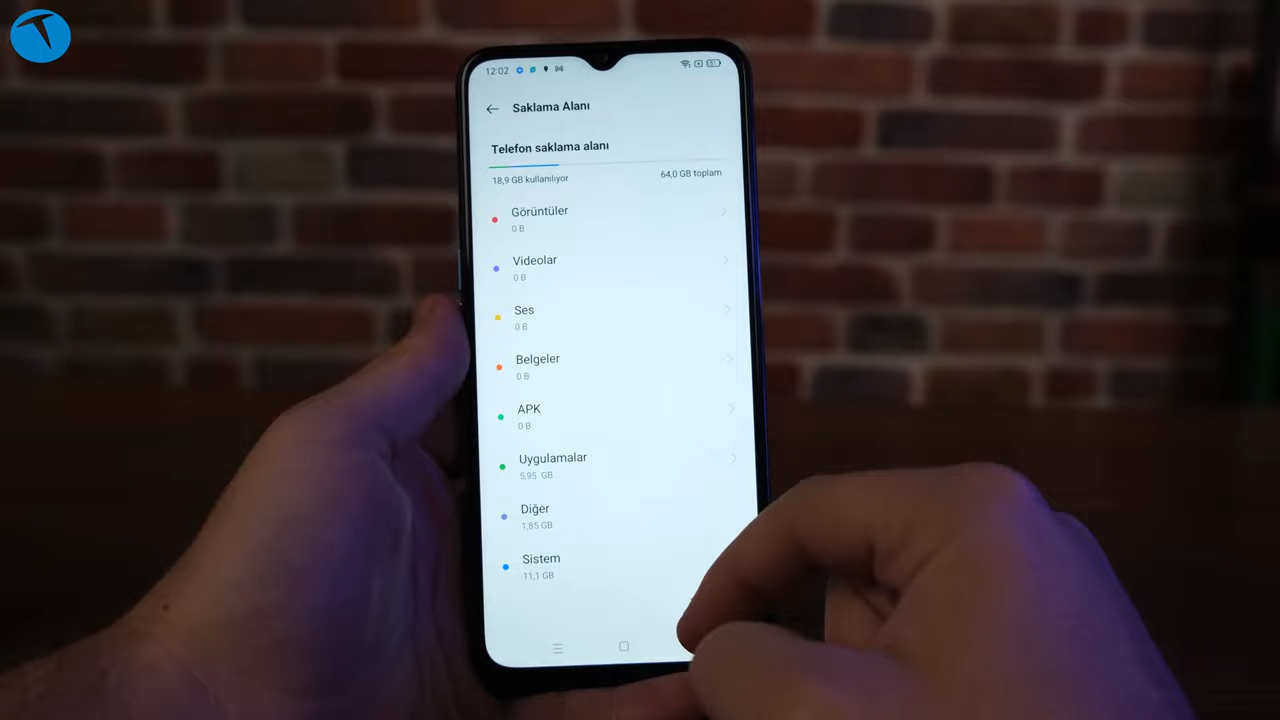 12:02
Saklama Alanı
Telefon saklama alanı
18,9 GB kullanılıyor
64,0 GB toplam
Görüntüler
0 B
Videolar
0 B
Ses
0 B
Belgeler
0 B
APK
0 B
Uygulamalar
5,95 GB
Diğer
1,85 GB
Sistem
11,1 GB